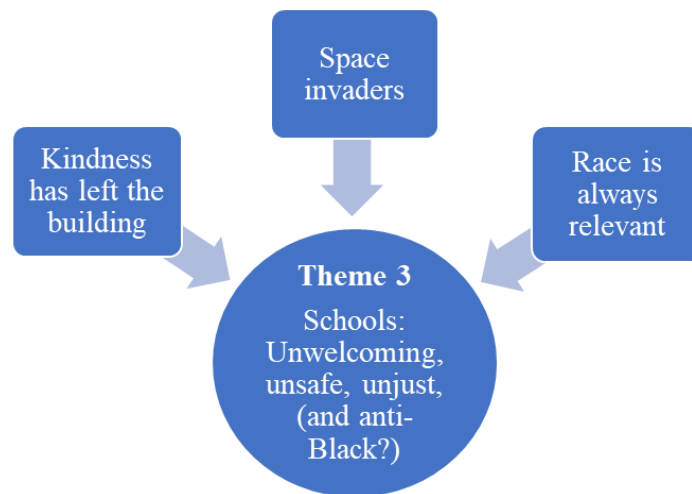 Space
invaders
Kindness
has left the
building
Race is
always
relevant
Theme 3
Schools:
Unwelcoming,
unsafe, unjust,
(and anti-
Black?)